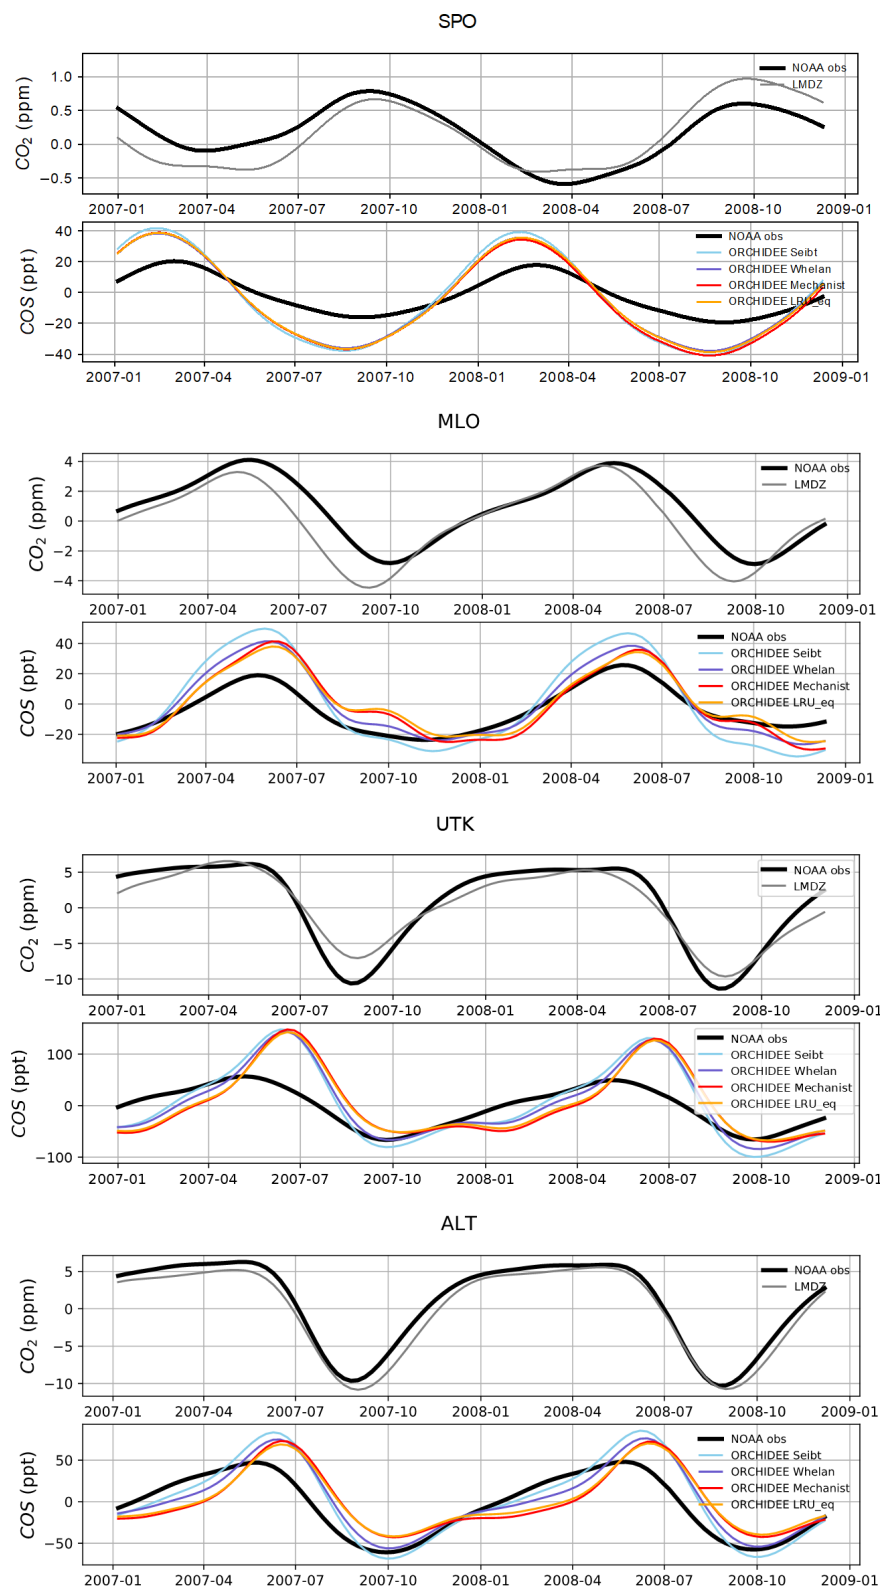 SPO
CO2 (ppm)
1.0
0.5
0.0
−0.5
NOAA obs
LMDZ
2007-01 2007-04 2007-07 2007-10 2008-01 2008-04 2008-07 2008-10 2009-01
COS (ppt)
40
20
0
−20
−40
NOAA obs
ORCHIDEE Seibt
ORCHIDEE Whelan
ORCHIDEE Mechanist
ORCHIDEE LRU_eq
2007-01 2007-04 2007-07 2007-10 2008-01 2008-04 2008-07 2008-10 2009-01
MLO
CO2 (ppm)
4
2
0
−2
−4
NOAA obs
LMDZ
2007-01 2007-04 2007-07 2007-10 2008-01 2008-04 2008-07 2008-10 2009-01
COS (ppt)
40
20
0
−20
NOAA obs
ORCHIDEE Seibt
ORCHIDEE Whelan
ORCHIDEE Mechanist
ORCHIDEE LRU_eq
2007-01 2007-04 2007-07 2007-10 2008-01 2008-04 2008-07 2008-10 2009-01
UTK
CO2 (ppm)
5
0
−5
−10
NOAA obs
LMDZ
2007-01 2007-04 2007-07 2007-10 2008-01 2008-04 2008-07 2008-10 2009-01
COS (ppt)
100
0
−100
NOAA obs
ORCHIDEE Seibt
ORCHIDEE Whelan
ORCHIDEE Mechanist
ORCHIDEE LRU_eq
2007-01 2007-04 2007-07 2007-10 2008-01 2008-04 2008-07 2008-10 2009-01
ALT
CO2 (ppm)
5
0
−5
−10
NOAA obs
LMDZ
2007-01 2007-04 2007-07 2007-10 2008-01 2008-04 2008-07 2008-10 2009-01
COS (ppt)
50
0
−50
NOAA obs
ORCHIDEE Seibt
ORCHIDEE Whelan
ORCHIDEE Mechanist
ORCHIDEE LRU_eq
2007-01 2007-04 2007-07 2007-10 2008-01 2008-04 2008-07 2008-10 2009-01